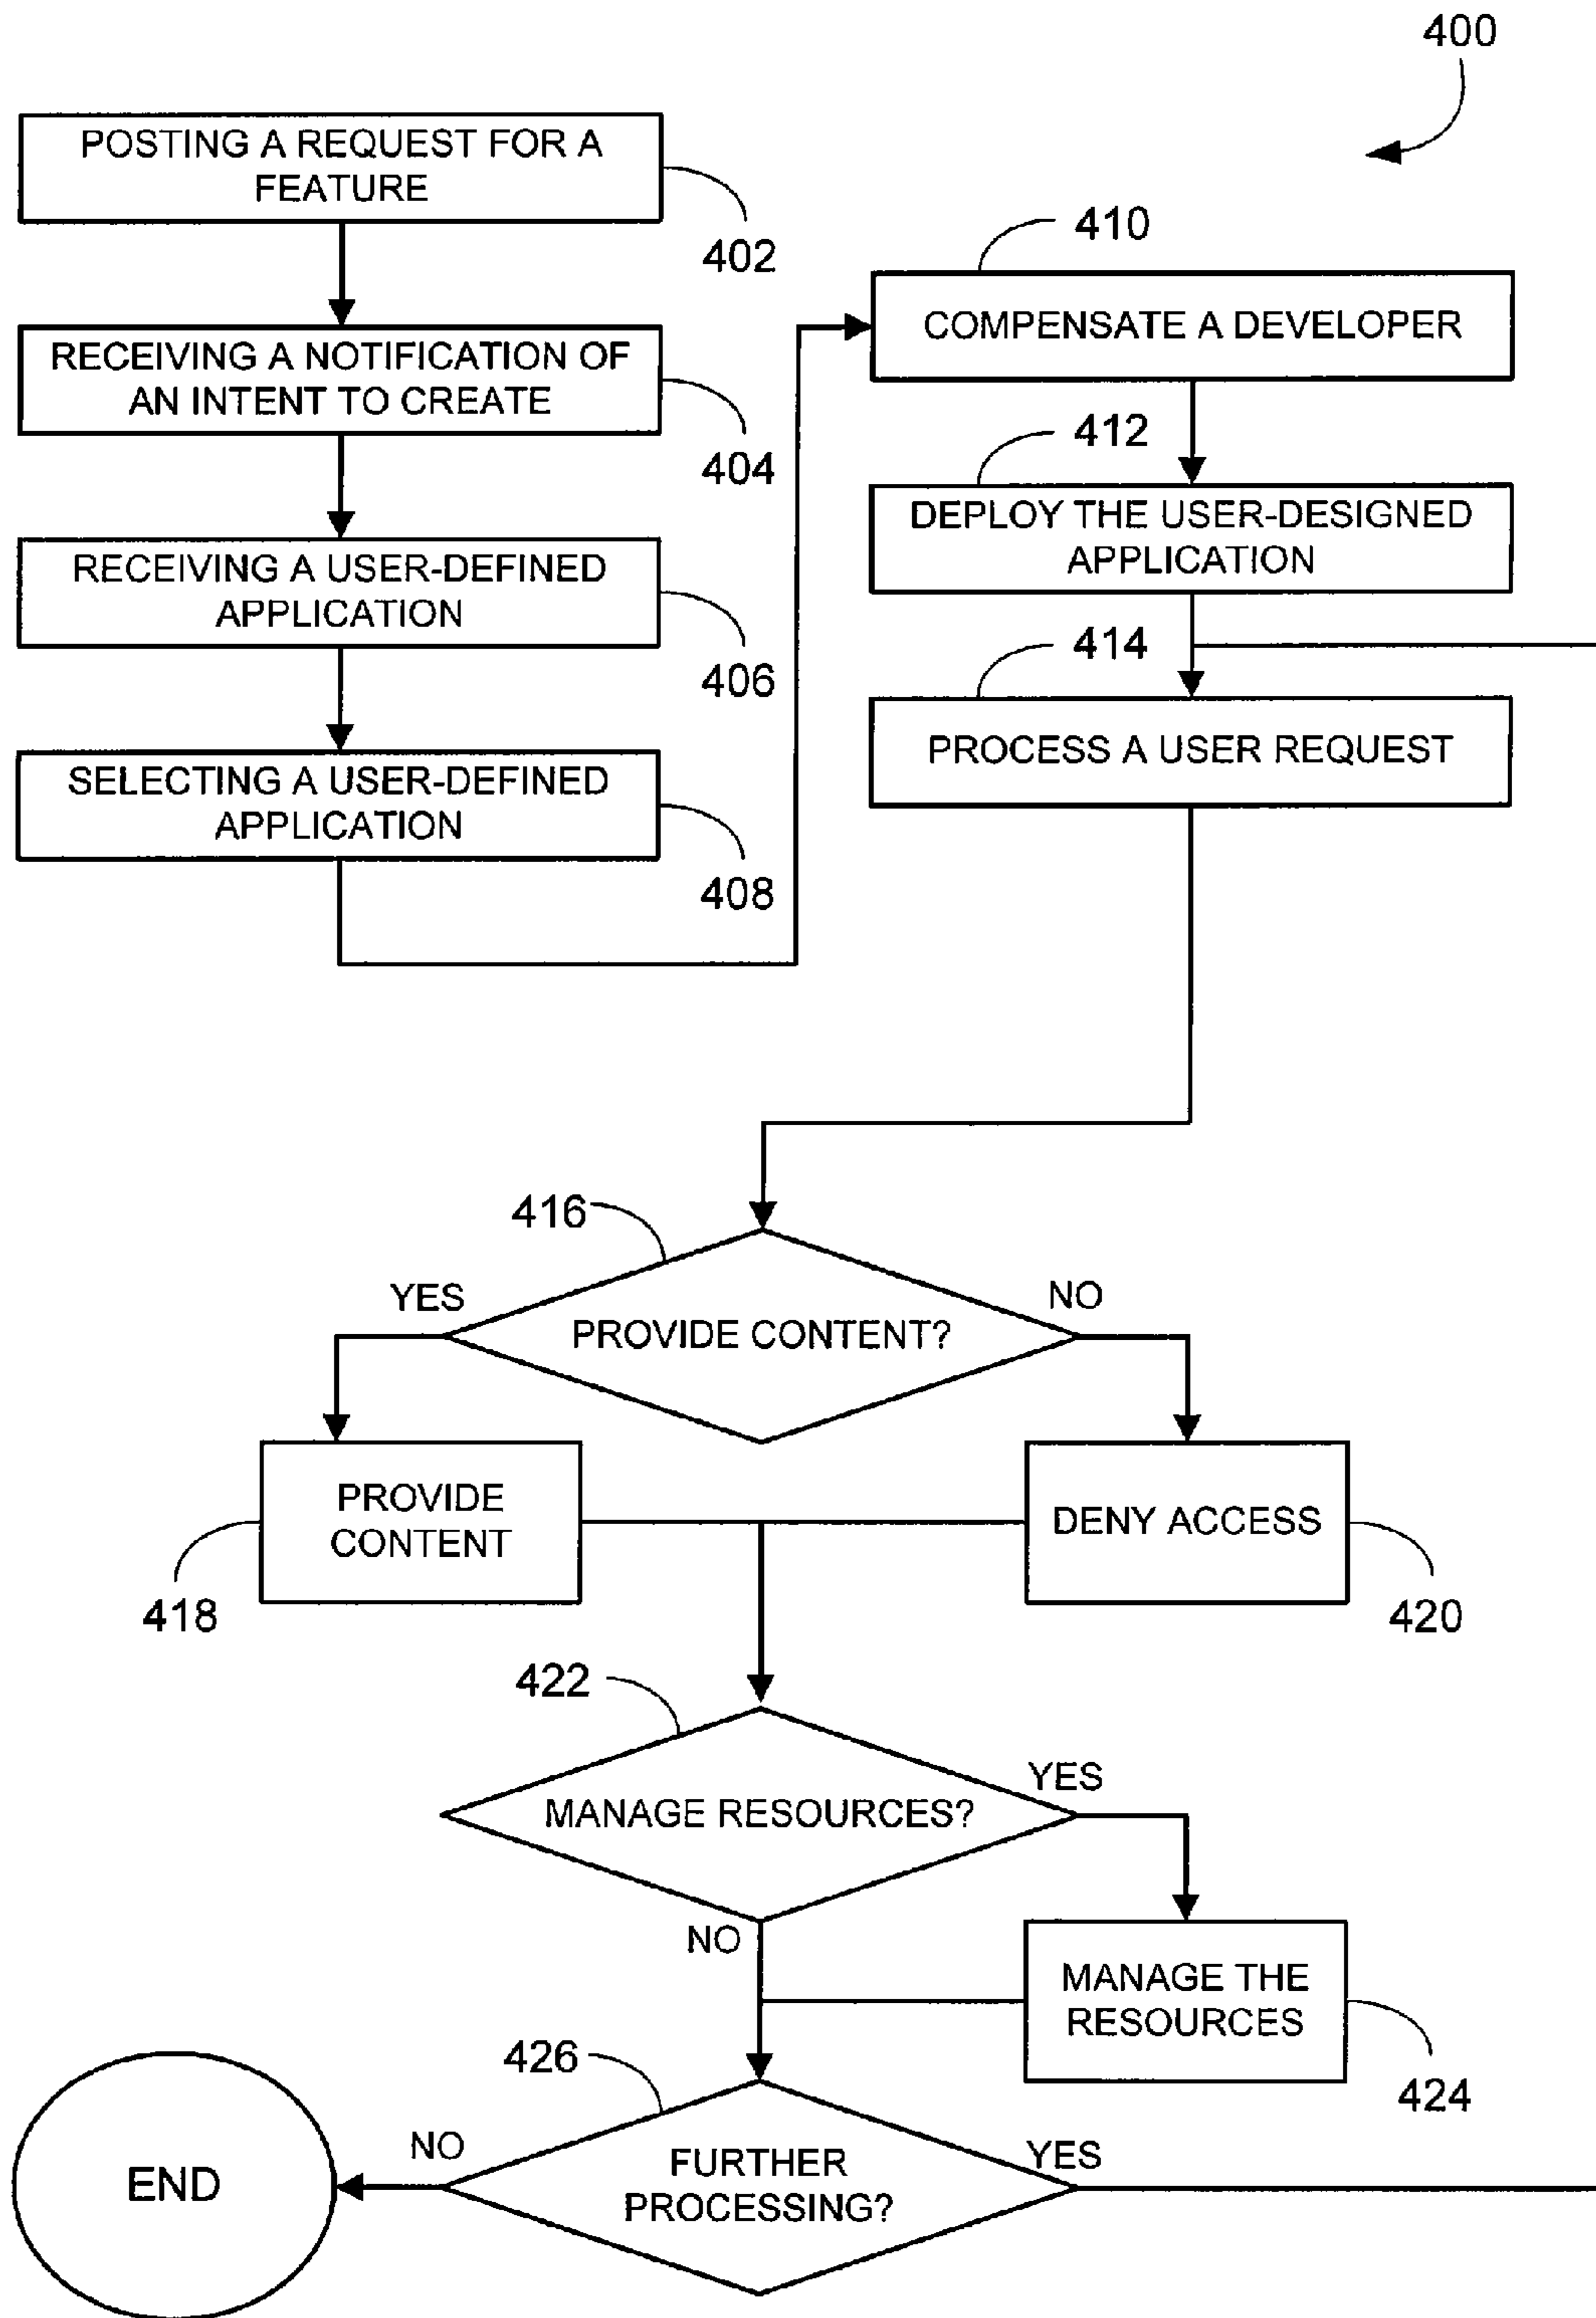 400
POSTING A REQUEST FOR A
FEATURE
402
RECEIVING A NOTIFICATION OF
AN INTENT TO CREATE
404
RECEIVING A USER-DEFINED
APPLICATION
406
SELECTING A USER-DEFINED
APPLICATION
408
410
COMPENSATE A DEVELOPER
412
DEPLOY THE USER-DESIGNED
APPLICATION
414
PROCESS A USER REQUEST
416
YES
NO
PROVIDE CONTENT?
PROVIDE
CONTENT
418
DENY ACCESS
420
422
YES
MANAGE RESOURCES?
NO
MANAGE THE
RESOURCES
424
426
NO
YES
FURTHER
PROCESSING?
END